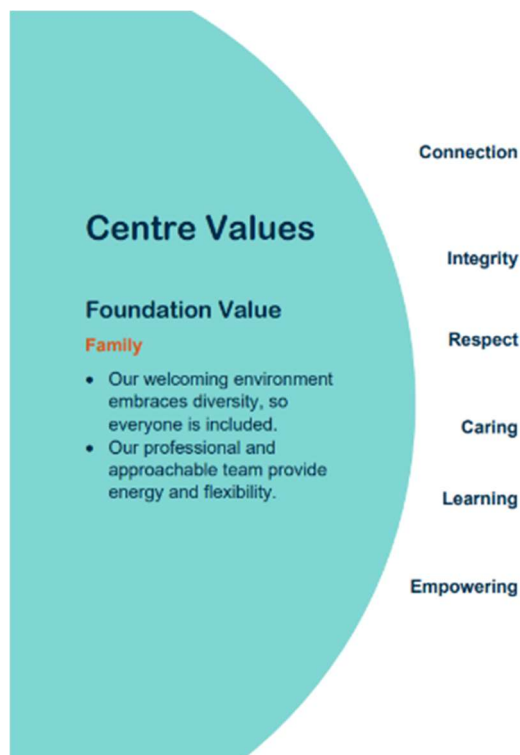 Centre Values
Foundation Value
Family
• Our welcoming environment
embraces diversity, so
everyone is included.
• Our professional and
approachable team provide
energy and flexibility.
Connection
Integrity
Respect
Caring
Learning
Empowering